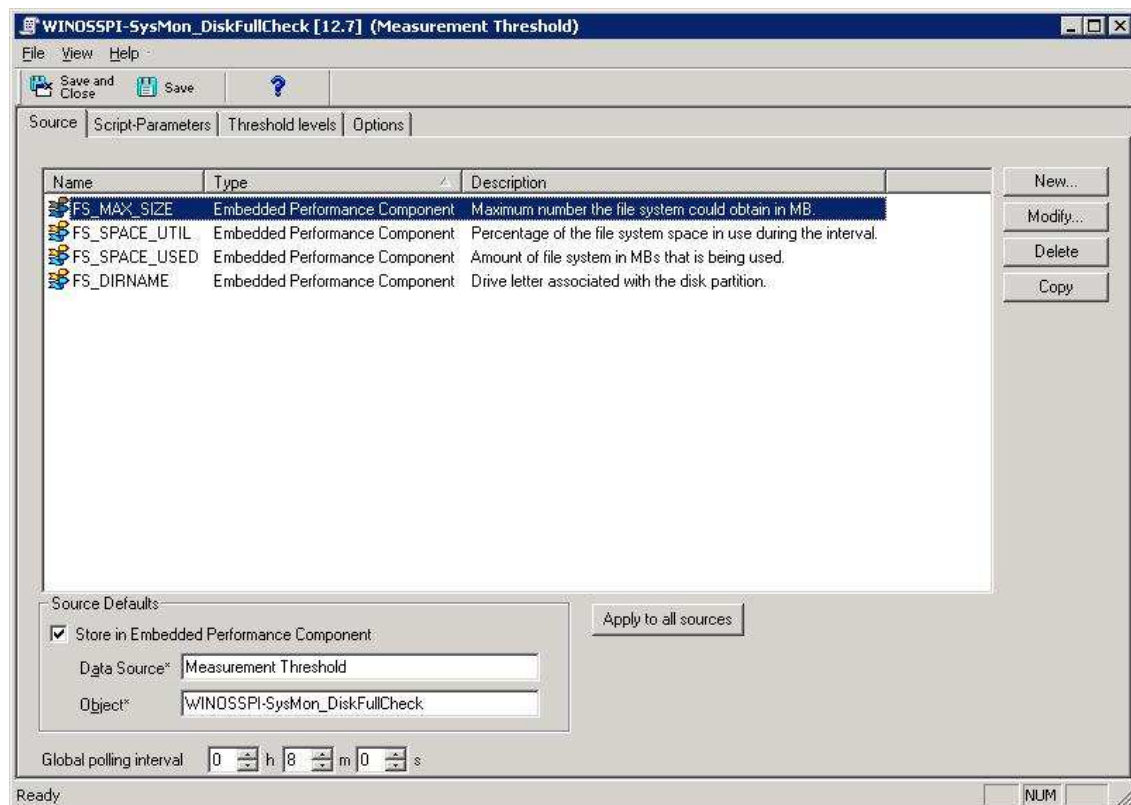 WINOSSPI-SysMon_DiskFullCheck [12.7] (Measurement Threshold)
File View Help
Save and Close Save ?
Source Script-Parameters Threshold levels Options
Name Type Description
FS_MAX_SIZE Embedded Performance Component Maximum number the file system could obtain in MB.
FS_SPACE_UTIL Embedded Performance Component Percentage of the file system space in use during the interval.
FS_SPACE_USED Embedded Performance Component Amount of file system in MBs that is being used.
FS_DIRNAME Embedded Performance Component Drive letter associated with the disk partition.
New...
Modify...
Delete
Copy
Source Defaults
Store in Embedded Performance Component
Apply to all sources
Data Source* Measurement Threshold
Object* WINOSSPI-SysMon_DiskFullCheck
Global polling interval 0 h 8 m 0 s
Ready NUM